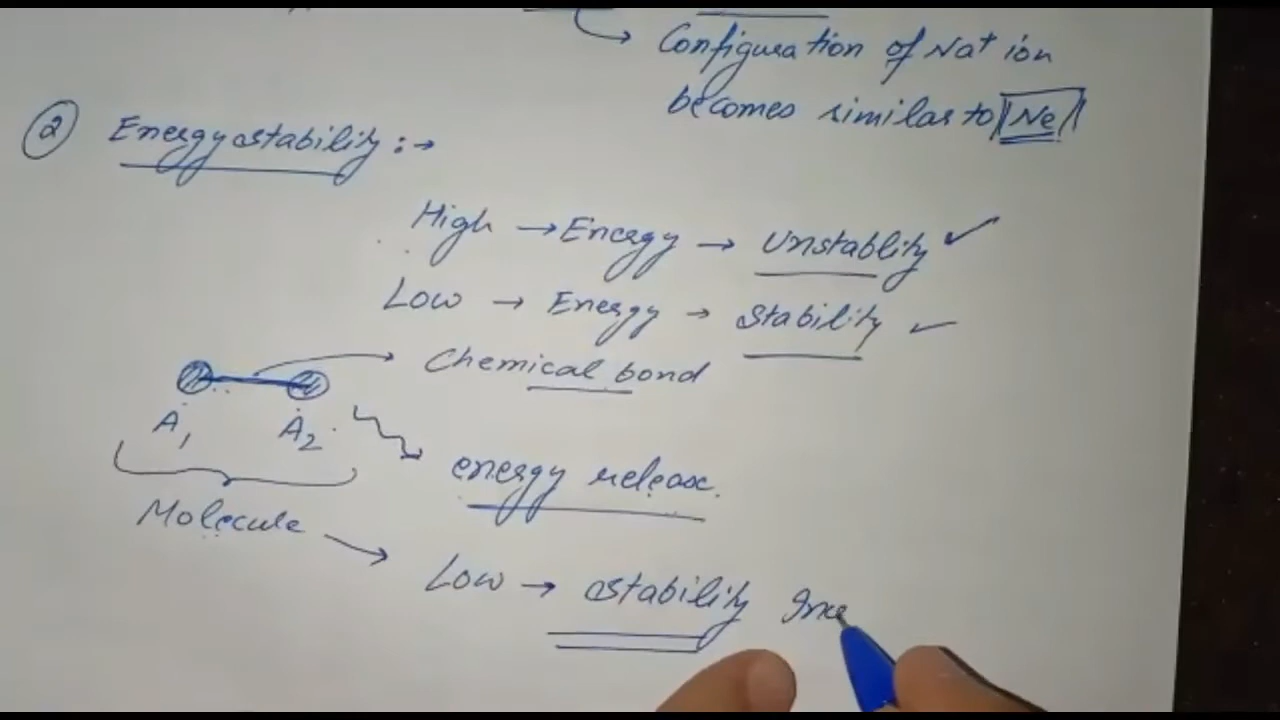 Configuration of Na+ ion
becomes similar to Ne
② Energy stability :→
High → Energy → Unstablity ✓
Low → Energy → Stability ✓
Chemical bond
A1 A2
energy release.
Molecule
Low → Stability Inc